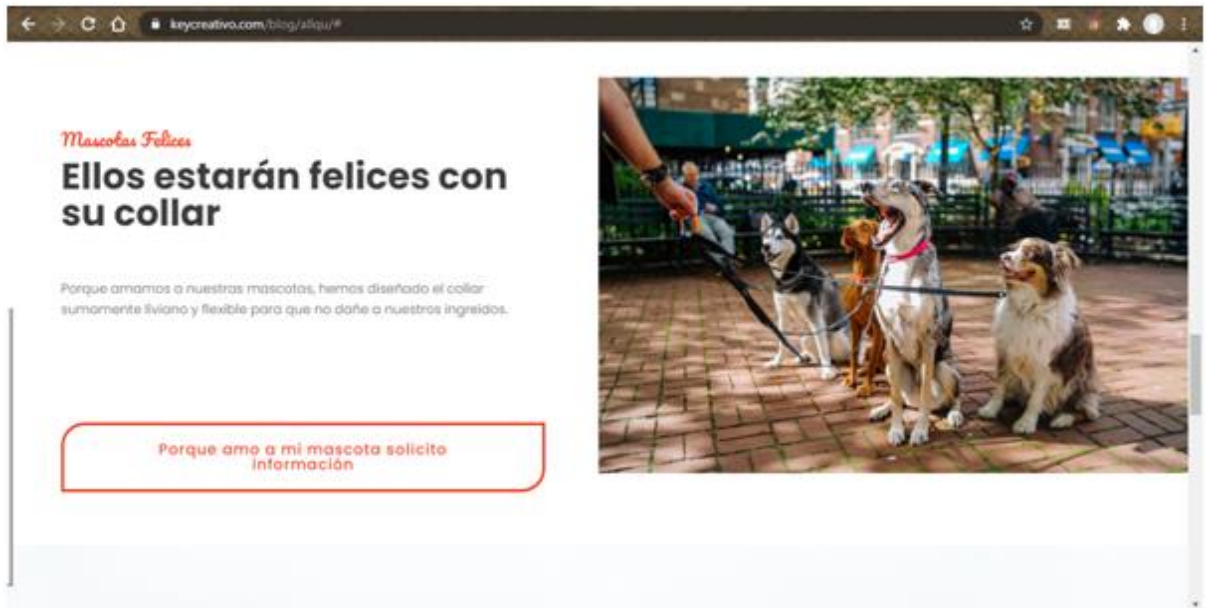 keycreativo.com/blog/allqu/#
Mascotas Felices
Ellos estarán felices con
su collar
Porque amamos a nuestras mascotas, hemos diseñado el collar
sumamente liviano y flexible para que no dañe a nuestros ingreídos.
Porque amo a mi mascota solicito
información